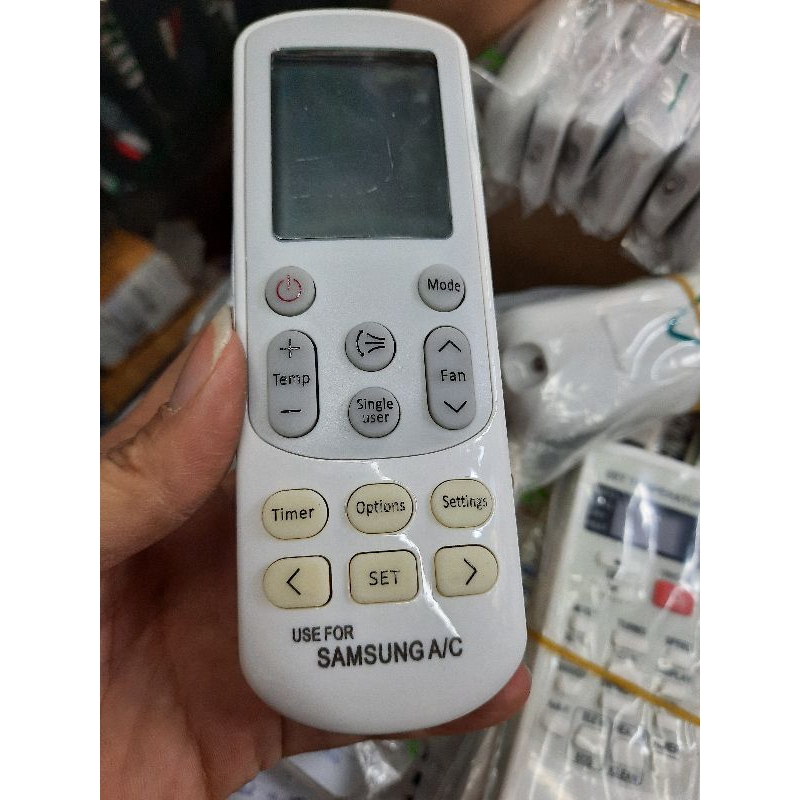 Mode
+
Temp
-
Fan
Single
user
Timer
Options
Settings
<
SET
>
USE FOR
SAMSUNG A/C